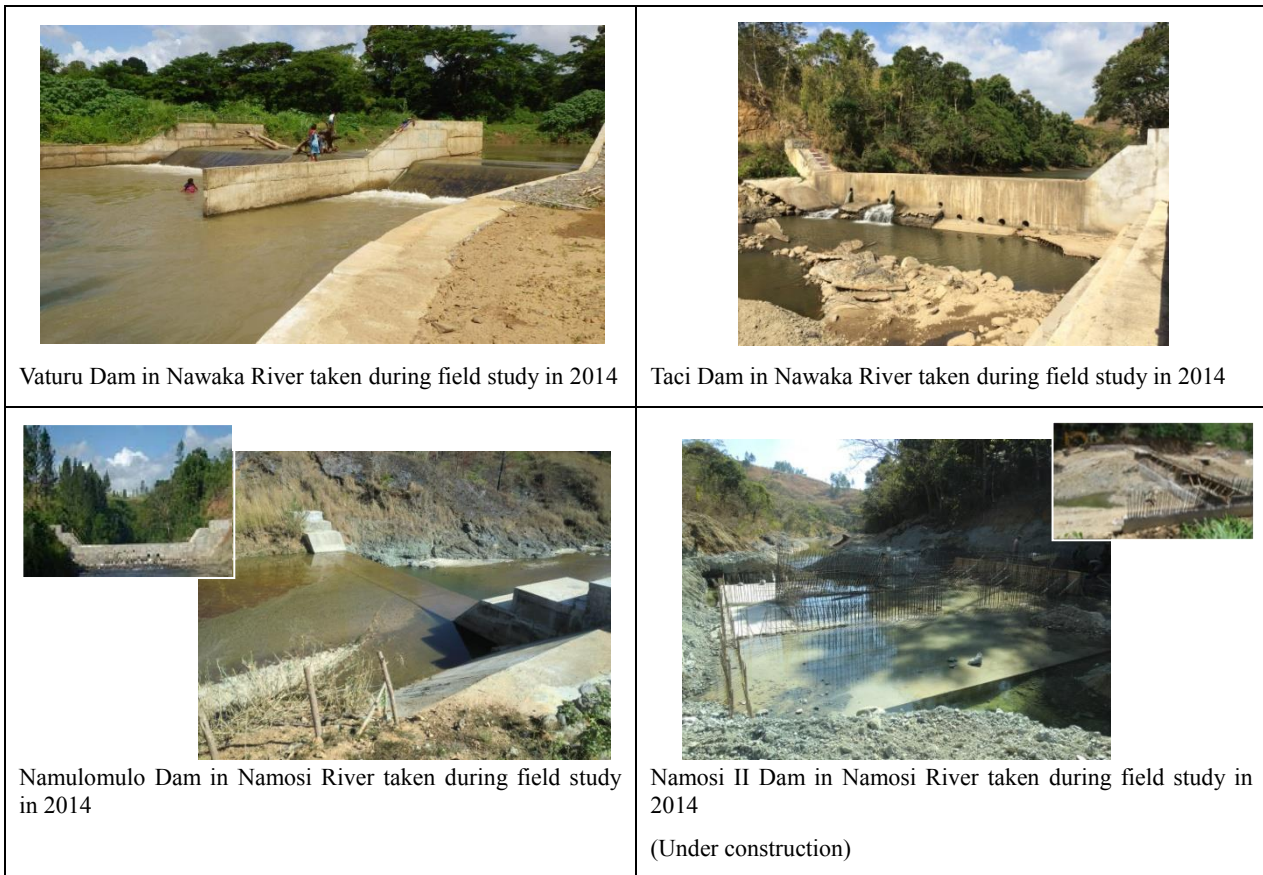 Vaturu Dam in Nawaka River taken during field study in 2014
Taci Dam in Nawaka River taken during field study in 2014
Namulomulo Dam in Namosi River taken during field study
in 2014
Namosi II Dam in Namosi River taken during field study in
2014
(Under construction)